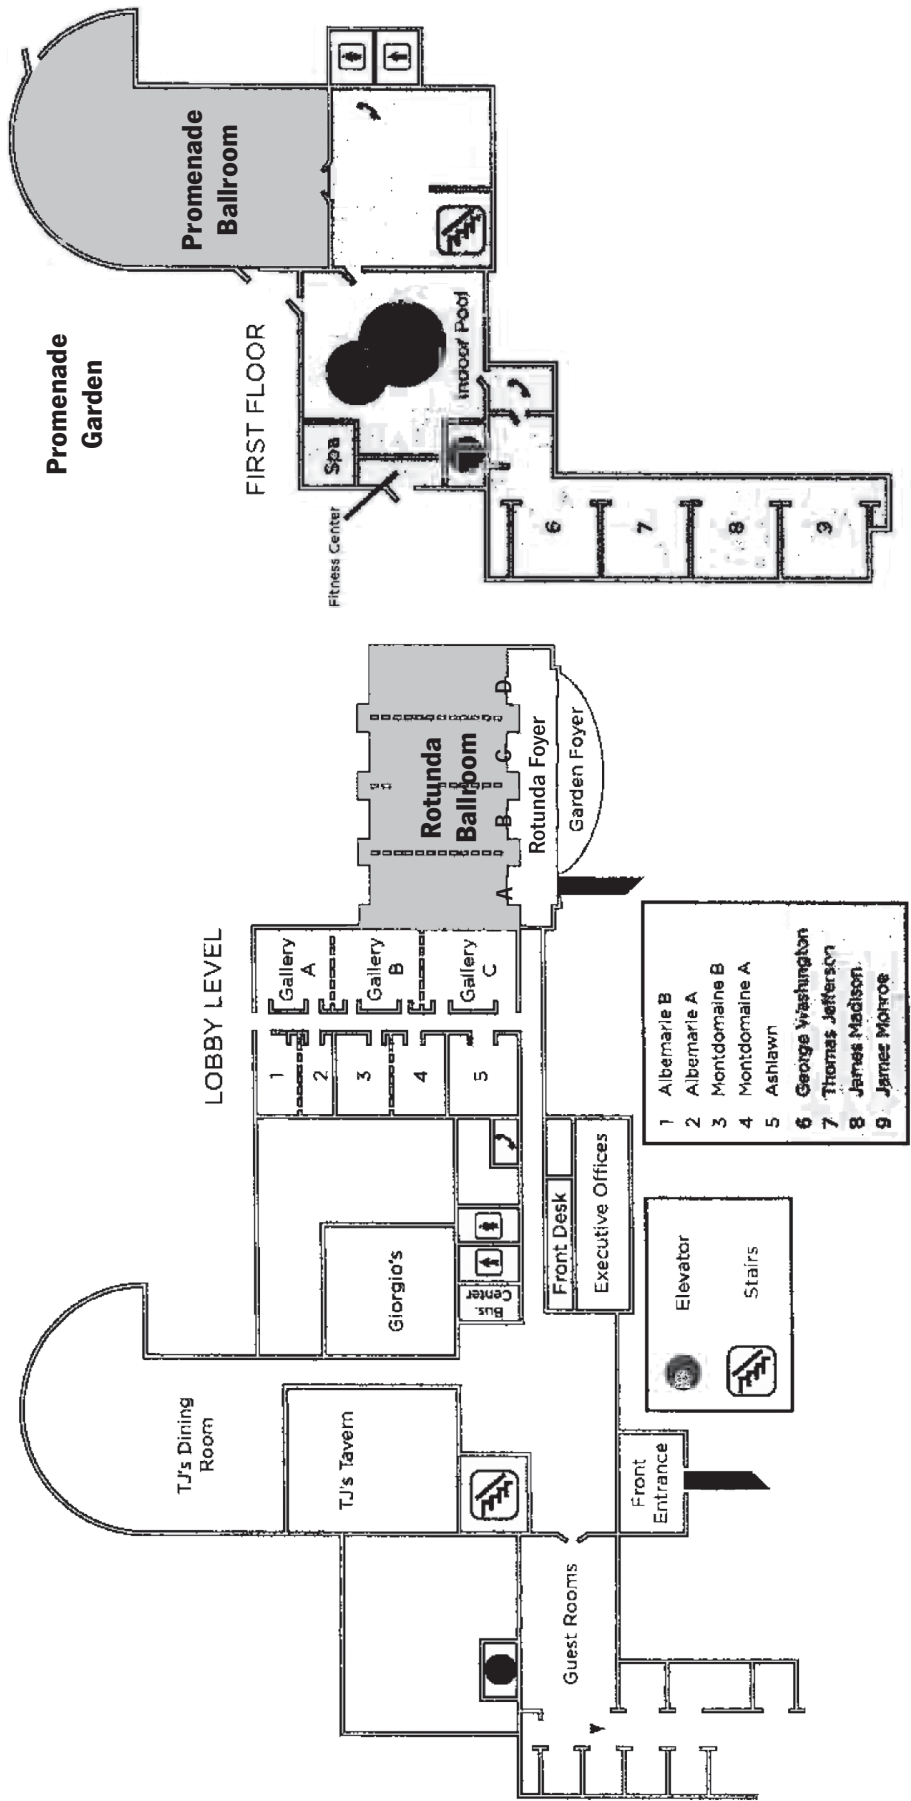 Promenade
Garden
Promenade
Ballroom
FIRST FLOOR
Indoor Pool
Spa
Fitness Center
6
7
8
9
LOBBY LEVEL
Rotunda
Ballroom
A
B
C
D
Rotunda Foyer
Garden Foyer
Gallery
A
Gallery
B
Gallery
C
1
2
3
4
5
Giorgio's
Bus.
Center
Front Desk
Executive Offices
TJ's Dining
Room
TJ's Tavern
Front
Entrance
Guest Rooms
Elevator
Stairs
1 Albemarie B
2 Albemarie A
3 Montdomaine B
4 Montdomaine A
5 Ashlawn
6 George Washington
7 Thomas Jefferson
8 James Madison
9 James Monroe